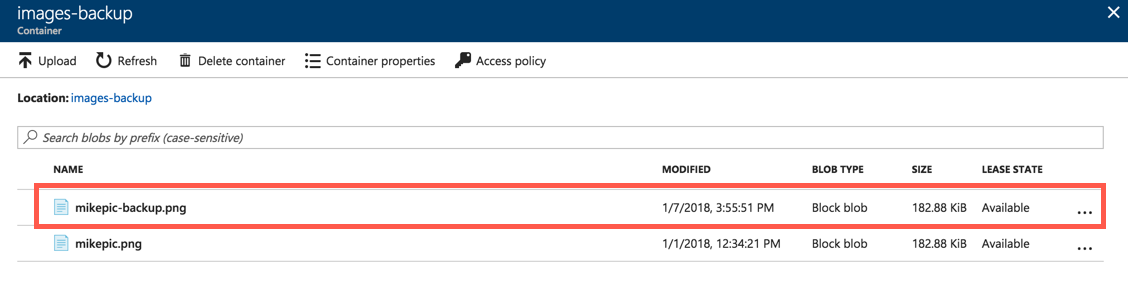 images-backup
Container
Upload Refresh Delete container Container properties Access policy
Location: images-backup
Search blobs by prefix (case-sensitive)
NAME MODIFIED BLOB TYPE SIZE LEASE STATE
mikepic-backup.png 1/7/2018, 3:55:51 PM Block blob 182.88 KiB Available ...
mikepic.png 1/1/2018, 12:34:21 PM Block blob 182.88 KiB Available ...